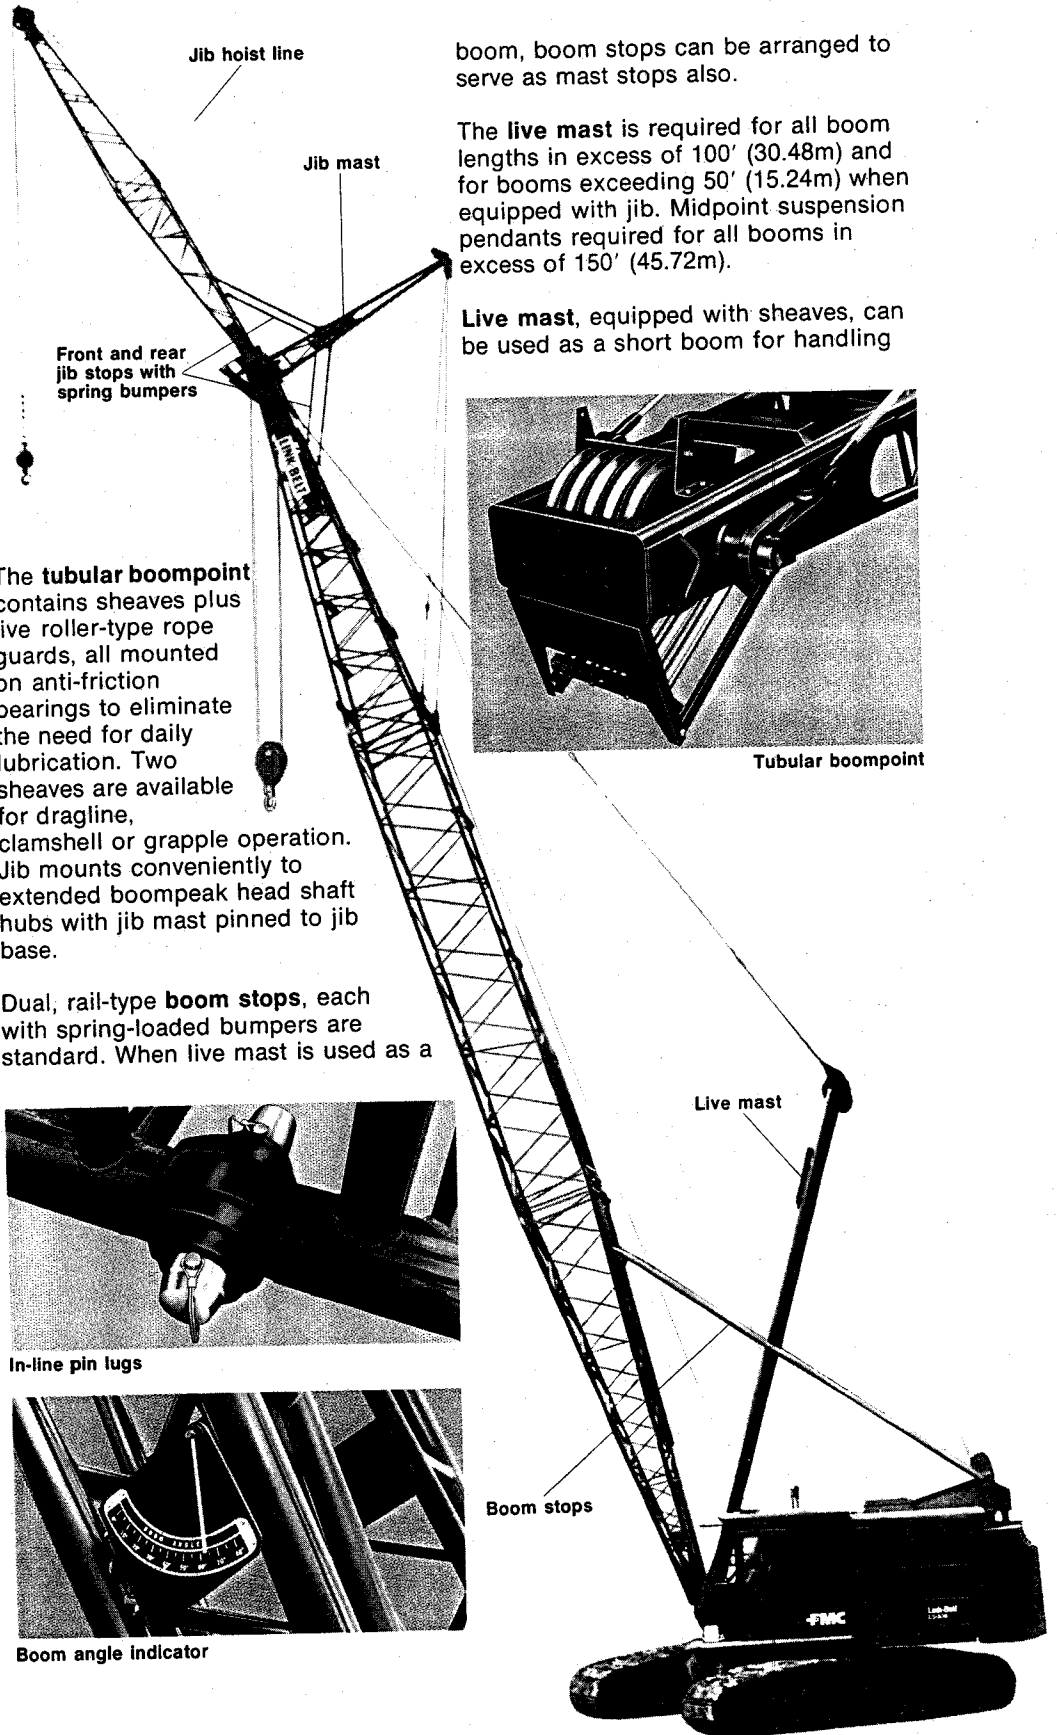 Jib hoist line
Jib mast
Front and rear
jib stops with
spring bumpers
LINK-BELT
The tubular boompoint
contains sheaves plus
live roller-type rope
guards, all mounted
on anti-friction
bearings to eliminate
the need for daily
lubrication. Two
sheaves are available
for dragline,
clamshell or grapple operation.
Jib mounts conveniently to
extended boompeak head shaft
hubs with jib mast pinned to jib
base.
Dual, rail-type boom stops, each
with spring-loaded bumpers are
standard. When live mast is used as a
In-line pin lugs
BOOM ANGLE
Boom angle indicator
boom, boom stops can be arranged to
serve as mast stops also.
The live mast is required for all boom
lengths in excess of 100′ (30.48m) and
for booms exceeding 50′ (15.24m) when
equipped with jib. Midpoint suspension
pendants required for all booms in
excess of 150′ (45.72m).
Live mast, equipped with sheaves, can
be used as a short boom for handling
Tubular boompoint
Live mast
Boom stops
FMC
Link-Belt